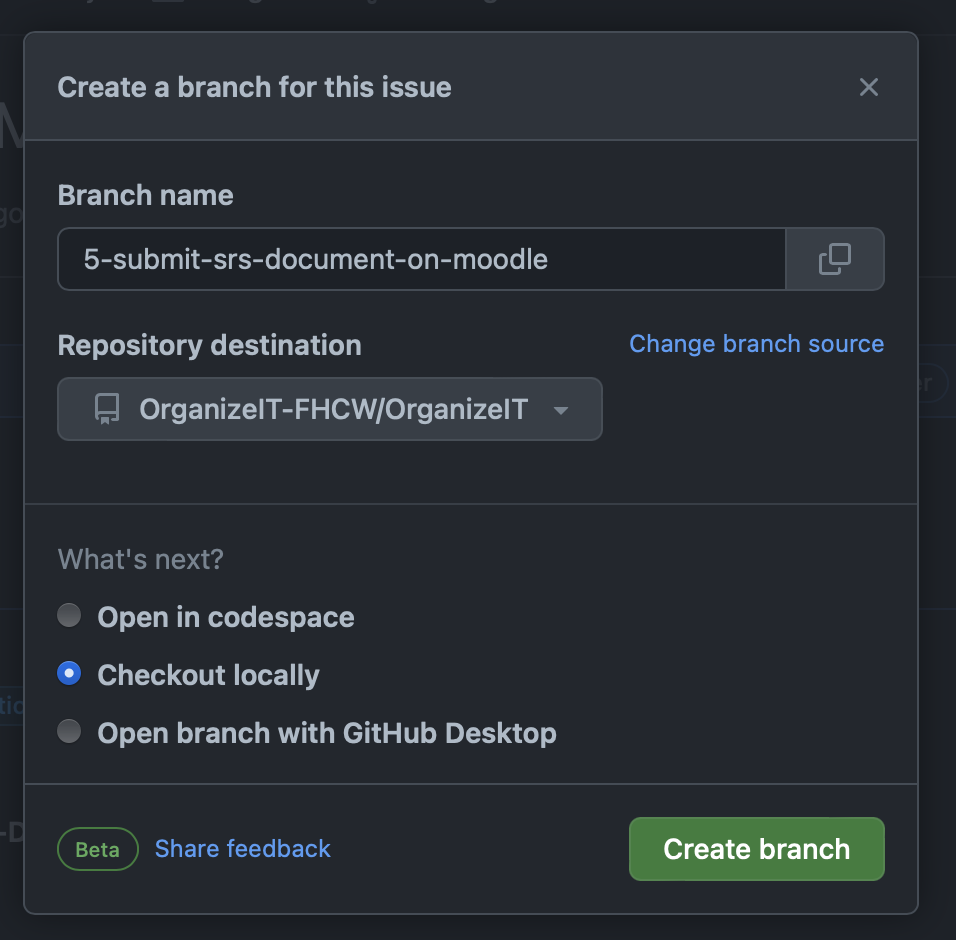 Create a branch for this issue
Branch name
5-submit-srs-document-on-moodle
Repository destination
Change branch source
OrganizeIT-FHCW/OrganizeIT
What's next?
Open in codespace
Checkout locally
Open branch with GitHub Desktop
Beta
Share feedback
Create branch